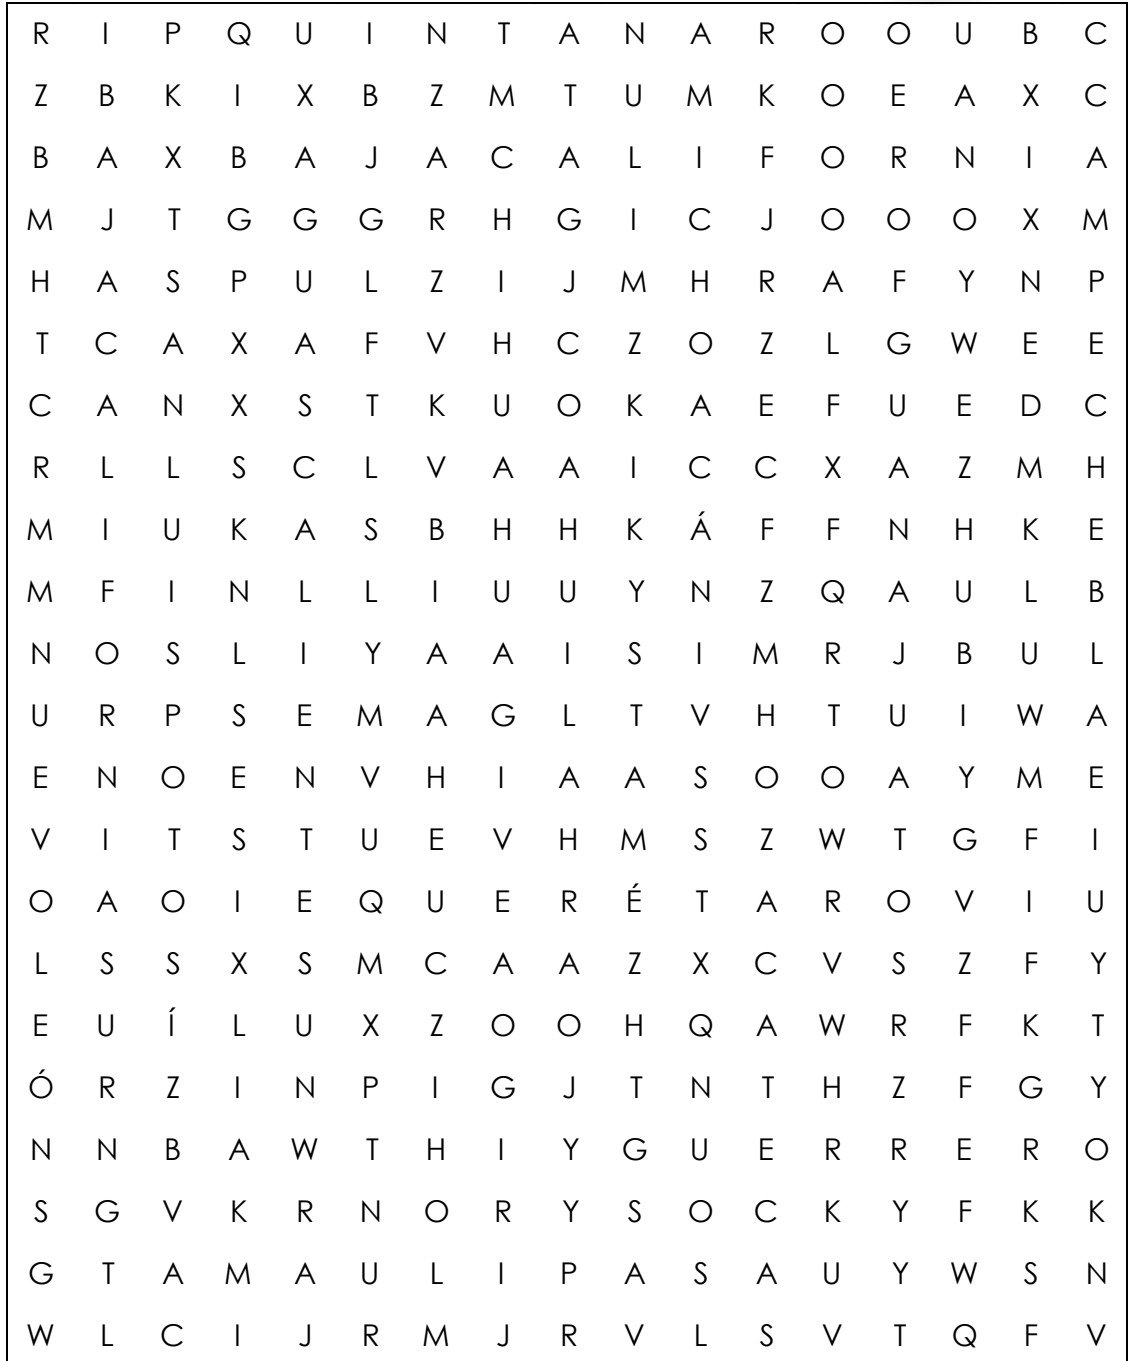 R I P Q U I N T A N A R O O U B C
Z B K I X B Z M T U M K O E A X C
B A X B A J A C A L I F O R N I A
M J T G G G R H G I C J O O O X M
H A S P U L Z I J M H R A F Y N P
T C A X A F V H C Z O Z L G W E E
C A N X S T K U O K A E F U E D C
R L L S C L V A A I C C X A Z M H
M I U K A S B H H K Á F F N H K E
M F I N L L I U U Y N Z Q A U L B
N O S L I Y A A I S I M R J B U L
U R P S E M A G L T V H T U I W A
E N O E N V H I A A S O O A Y M E
V I T S T U E V H M S Z W T G F I
O A O I E Q U E R É T A R O V I U
L S S X S M C A A Z X C V S Z F Y
E U Í L U X Z O O H Q A W R F K T
Ó R Z I N P I G J T N T H Z F G Y
N N B A W T H I Y G U E R R E R O
S G V K R N O R Y S O C K Y F K K
G T A M A U L I P A S A U Y W S N
W L C I J R M J R V L S V T Q F V